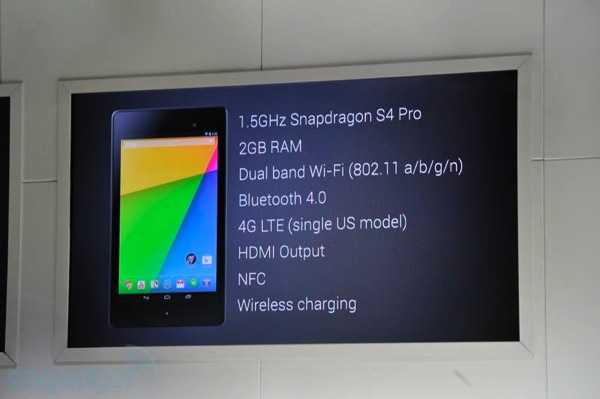 1.5GHz Snapdragon S4 Pro
2GB RAM
Dual band Wi-Fi (802.11 a/b/g/n)
Bluetooth 4.0
4G LTE (single US model)
HDMI Output
NFC
Wireless charging
engadget